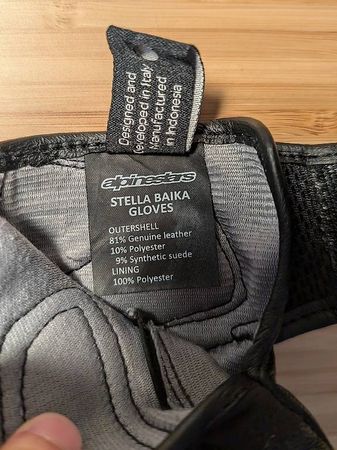 Designed and
developed in Italy
Manufactured
in Indonesia
alpinestars
STELLA BAIKA
GLOVES
OUTERSHELL
81% Genuine leather
10% Polyester
9% Synthetic suede
LINING
100% Polyester